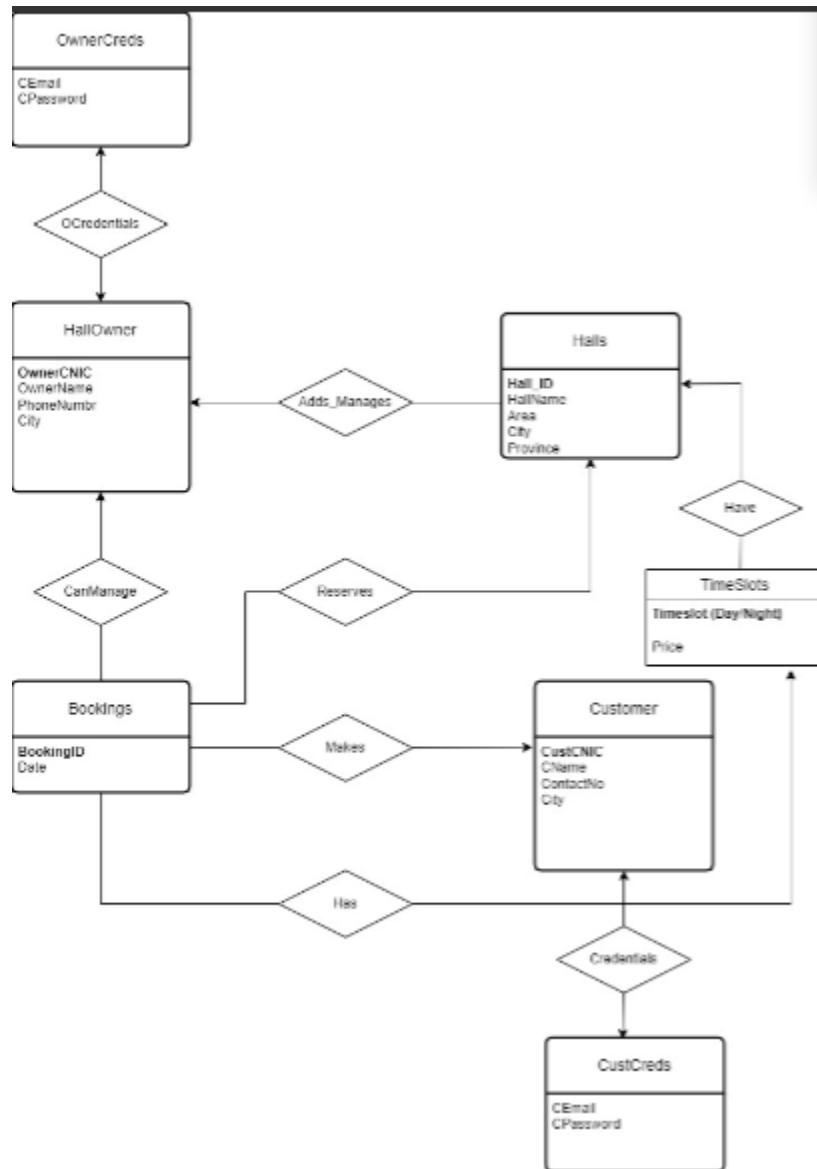 OwnerCreds
CEmail
CPassword
OCredentials
HallOwner
OwnerCNIC
OwnerName
PhoneNumbr
City
Adds_Manages
Halls
Hall_ID
HallName
Area
City
Province
Have
CanManage
Reserves
TimeSlots
Timeslot (Day/Night)
Price
Bookings
BookingID
Date
Makes
Customer
CustCNIC
CName
ContactNo
City
Has
Credentials
CustCreds
CEmail
CPassword